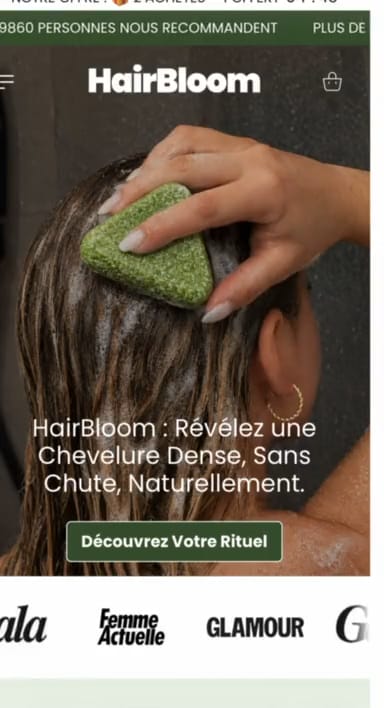 9860 PERSONNES NOUS RECOMMANDENT PLUS DE
HairBloom
HairBloom : Révélez une
Chevelure Dense, Sans
Chute, Naturellement.
Découvrez Votre Rituel
ala Femme Actuelle GLAMOUR G